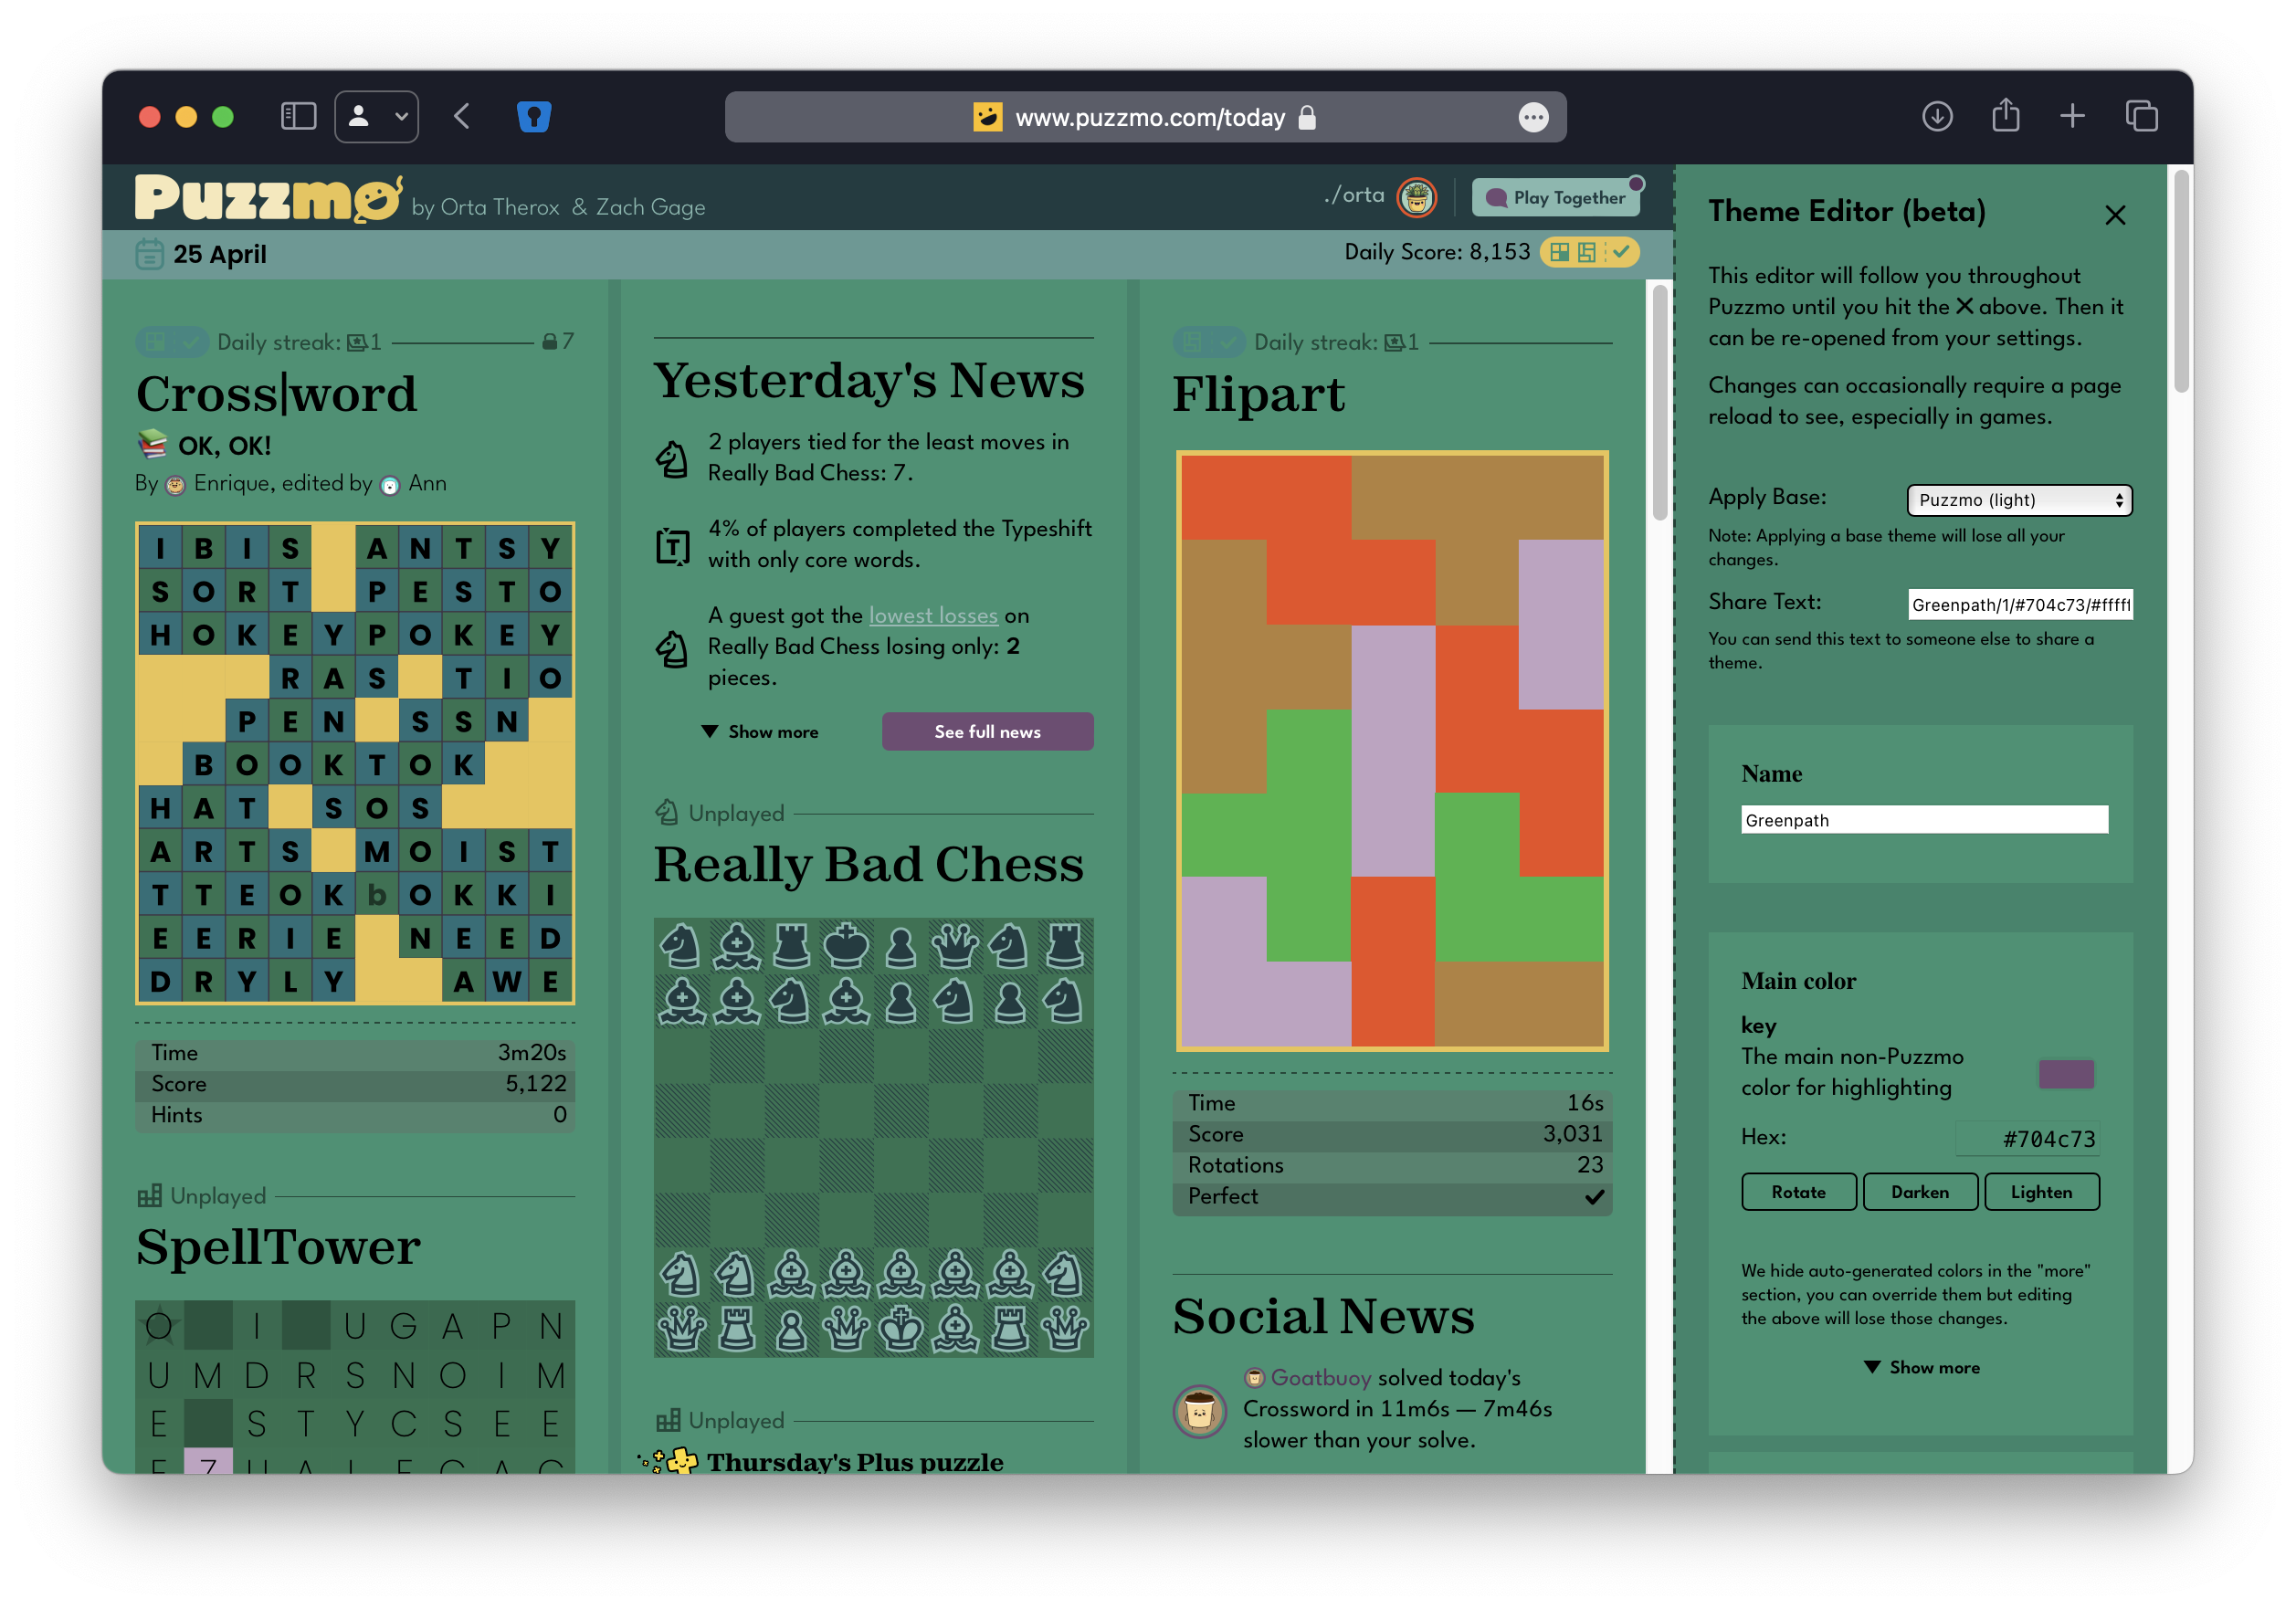 www.puzzmo.com/today
Puzzmo by Orta Therox & Zach Gage
./orta
Play Together
25 April
Daily Score: 8,153
Daily streak: 1
7
Cross|word
OK, OK!
By Enrique, edited by Ann
I B I S A N T S Y
S O R T P E S T O
H O K E Y P O K E Y
R A S T I O
P E N S S N
B O O K T O K
H A T S O S
A R T S M O I S T
T T E O K b O K K I
E E R I E N E E D
D R Y L Y A W E
Time 3m20s
Score 5,122
Hints 0
Unplayed
SpellTower
O I U G A P N
U M D R S N O I M
E S T Y C S E E
Yesterday's News
2 players tied for the least moves in
Really Bad Chess: 7.
T
4% of players completed the Typeshift
with only core words.
A guest got the lowest losses on
Really Bad Chess losing only: 2
pieces.
Show more
See full news
Unplayed
Really Bad Chess
Unplayed
Thursday's Plus puzzle
Daily streak: 1
Flipart
Time 16s
Score 3,031
Rotations 23
Perfect
Social News
Goatbuoy solved today's
Crossword in 11m6s — 7m46s
slower than your solve.
Theme Editor (beta)
This editor will follow you throughout
Puzzmo until you hit the X above. Then it
can be re-opened from your settings.
Changes can occasionally require a page
reload to see, especially in games.
Apply Base: Puzzmo (light)
Note: Applying a base theme will lose all your
changes.
Share Text: Greenpath/1/#704c73/#fffff
You can send this text to someone else to share a
theme.
Name
Greenpath
Main color
key
The main non-Puzzmo
color for highlighting
Hex: #704c73
Rotate Darken Lighten
We hide auto-generated colors in the "more"
section, you can override them but editing
the above will lose those changes.
Show more